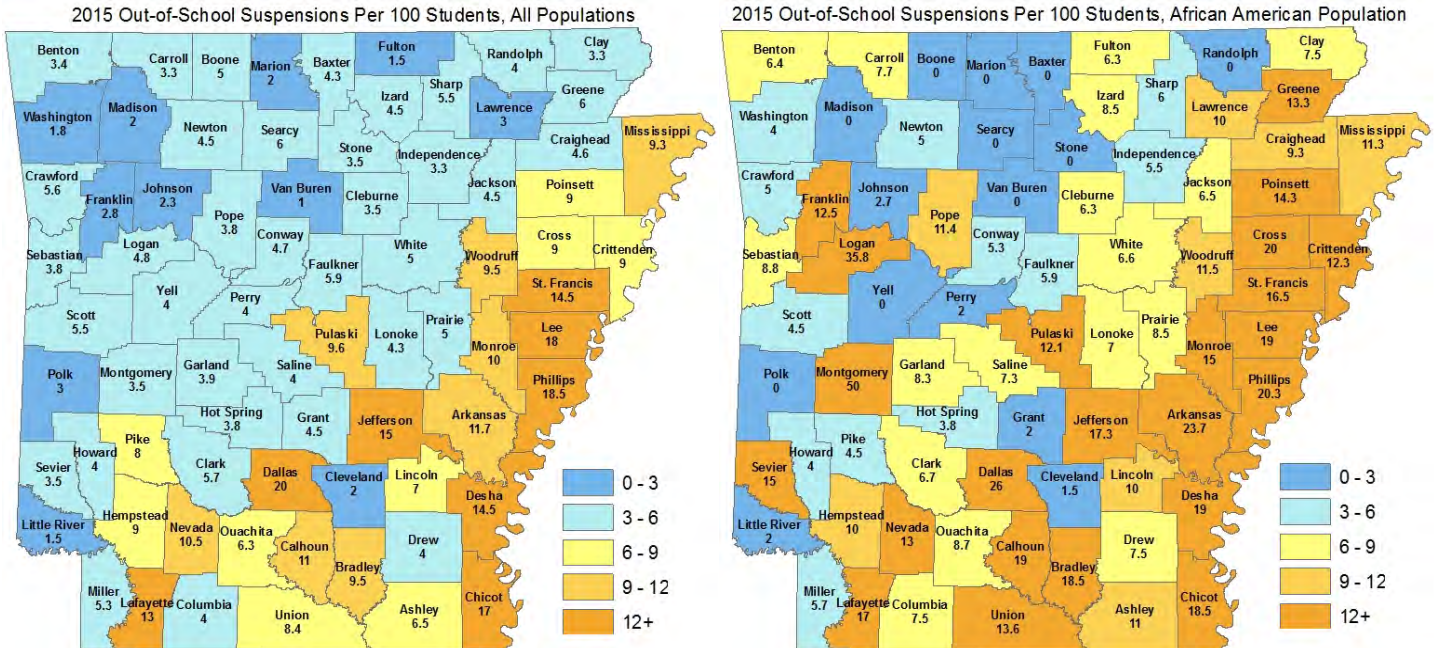 2015 Out-of-School Suspensions Per 100 Students, All Populations
Benton
3.4
Carroll
3.3
Boone
5
Marion
2
Baxter
4.3
Fulton
1.5
Randolph
4
Clay
3.3
Washington
1.8
Madison
2
Newton
4.5
Searcy
6
Stone
3.5
Izard
4.5
Sharp
5.5
Lawrence
3
Greene
6
Craighead
4.6
Mississippi
9.3
Independence
3.3
Crawford
5.6
Franklin
2.8
Johnson
2.3
Pope
3.8
Van Buren
1
Cleburne
3.5
Jackson
4.5
Poinsett
9
Sebastian
3.8
Logan
4.8
Conway
4.7
Faulkner
5.9
White
5
Woodruff
9.5
Cross
9
Crittenden
9
St. Francis
14.5
Scott
5.5
Yell
4
Perry
4
Pulaski
9.6
Lonoke
4.3
Prairie
5
Monroe
10
Lee
18
Phillips
18.5
Polk
3
Montgomery
3.5
Garland
3.9
Saline
4
Hot Spring
3.8
Grant
4.5
Jefferson
15
Arkansas
11.7
Sevier
3.5
Howard
4
Pike
8
Clark
5.7
Dallas
20
Cleveland
2
Lincoln
7
Desha
14.5
Little River
1.5
Hempstead
9
Nevada
10.5
Ouachita
6.3
Calhoun
11
Bradley
9.5
Drew
4
Miller
5.3
Lafayette
13
Columbia
4
Union
8.4
Ashley
6.5
Chicot
17
0 - 3
3 - 6
6 - 9
9 - 12
12+
2015 Out-of-School Suspensions Per 100 Students, African American Population
Benton
6.4
Carroll
7.7
Boone
0
Marion
0
Baxter
0
Fulton
6.3
Randolph
0
Clay
7.5
Washington
4
Madison
0
Newton
5
Searcy
0
Stone
0
Izard
8.5
Sharp
6
Lawrence
10
Greene
13.3
Craighead
9.3
Mississippi
11.3
Independence
5.5
Crawford
5
Franklin
12.5
Johnson
2.7
Pope
11.4
Van Buren
0
Cleburne
6.3
Jackson
6.5
Poinsett
14.3
Sebastian
8.8
Logan
35.8
Conway
5.3
Faulkner
5.9
White
6.6
Woodruff
11.5
Cross
20
Crittenden
12.3
St. Francis
16.5
Scott
4.5
Yell
0
Perry
2
Pulaski
12.1
Lonoke
7
Prairie
8.5
Monroe
15
Lee
19
Phillips
20.3
Polk
0
Montgomery
50
Garland
8.3
Saline
7.3
Hot Spring
3.8
Grant
2
Jefferson
17.3
Arkansas
23.7
Sevier
15
Howard
4
Pike
4.5
Clark
6.7
Dallas
26
Cleveland
1.5
Lincoln
10
Desha
19
Little River
2
Hempstead
10
Nevada
13
Ouachita
8.7
Calhoun
19
Bradley
18.5
Drew
7.5
Miller
5.7
Lafayette
17
Columbia
7.5
Union
13.6
Ashley
11
Chicot
18.5
0 - 3
3 - 6
6 - 9
9 - 12
12+